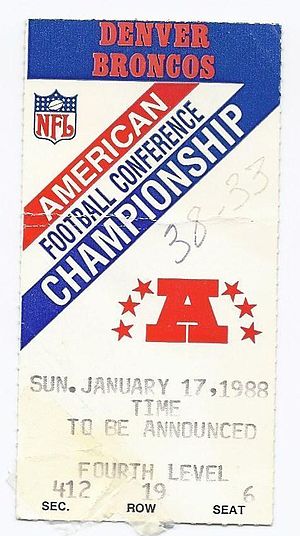 DENVER
BRONCOS
NFL
AMERICAN
FOOTBALL CONFERENCE
CHAMPIONSHIP
38-33
A
SUN. JANUARY 17, 1988
TIME
TO BE ANNOUNCED
FOURTH LEVEL
412 19 6
SEC. ROW SEAT